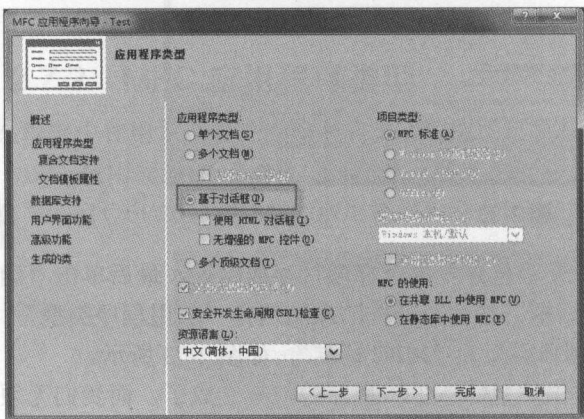 MFC 应用程序向导 - Test
应用程序类型
概述
应用程序类型
复合文档支持
文档模板属性
数据库支持
用户界面功能
高级功能
生成的类
应用程序类型:
单个文档(S)
多个文档(M)
基于对话框(D)
使用 HTML 对话框(T)
无增强的 MFC 控件(O)
多个顶级文档(T)
安全开发生命周期(SDL)检查(C)
资源语言(L):
中文(简体，中国)
项目类型:
MFC 标准(A)
Windows 本机/默认
MFC 的使用:
在共享 DLL 中使用 MFC(U)
在静态库中使用 MFC(E)
< 上一步
下一步 >
完成
取消